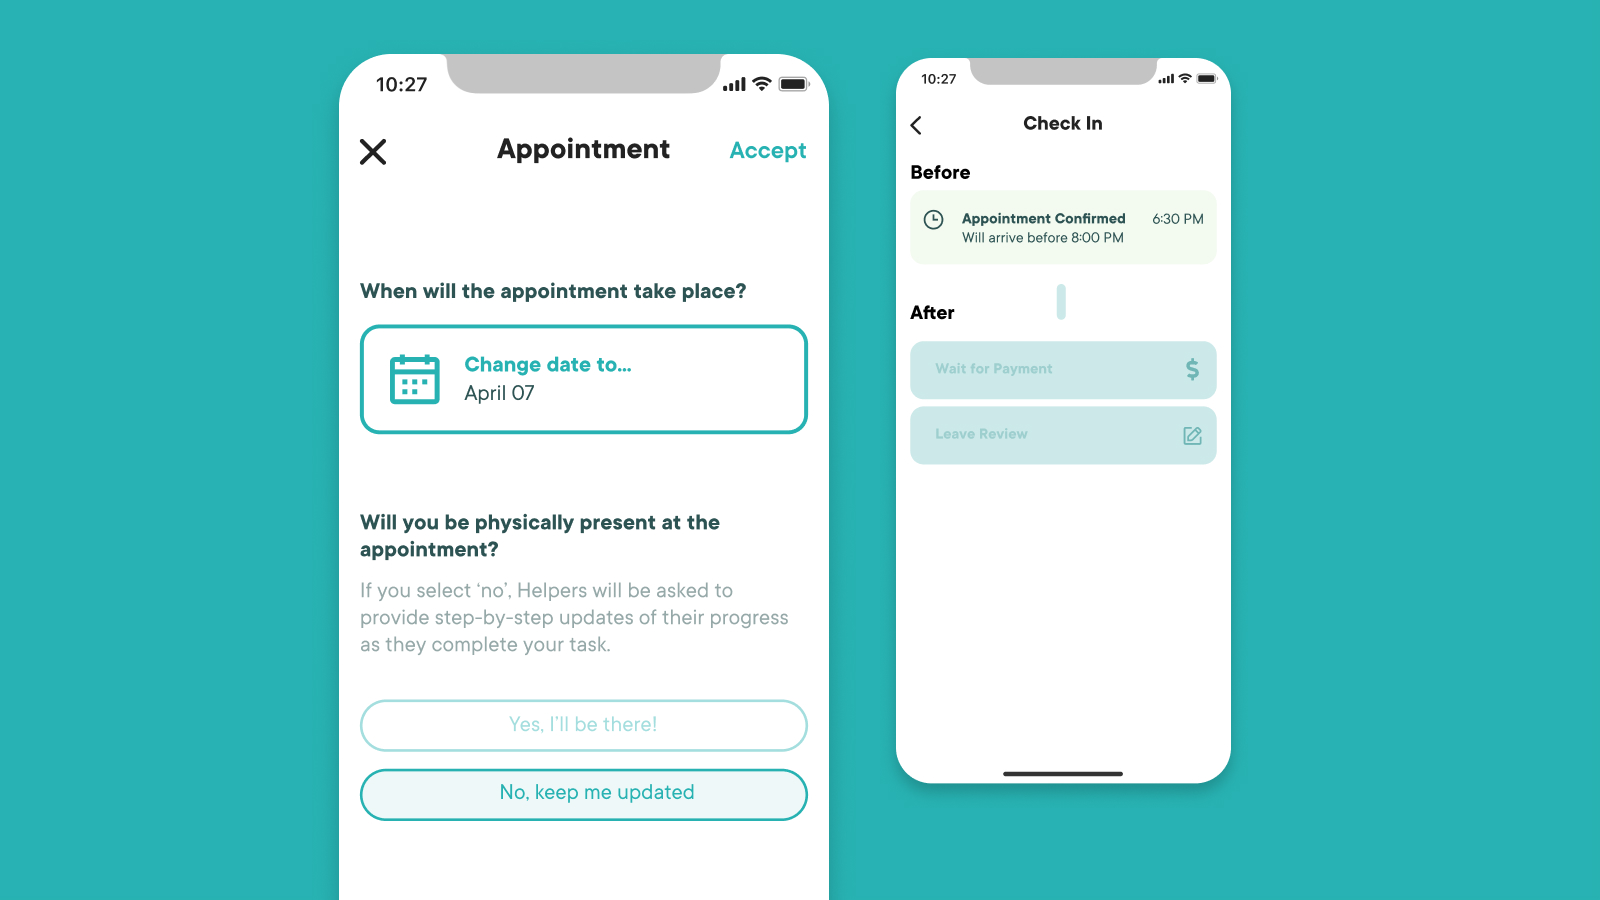 10:27
Appointment
Accept
When will the appointment take place?
Change date to...
April 07
Will you be physically present at the
appointment?
If you select ‘no’, Helpers will be asked to
provide step-by-step updates of their progress
as they complete your task.
Yes, I’ll be there!
No, keep me updated
10:27
Check In
Before
Appointment Confirmed
6:30 PM
Will arrive before 8:00 PM
After
Wait for Payment
$
Leave Review